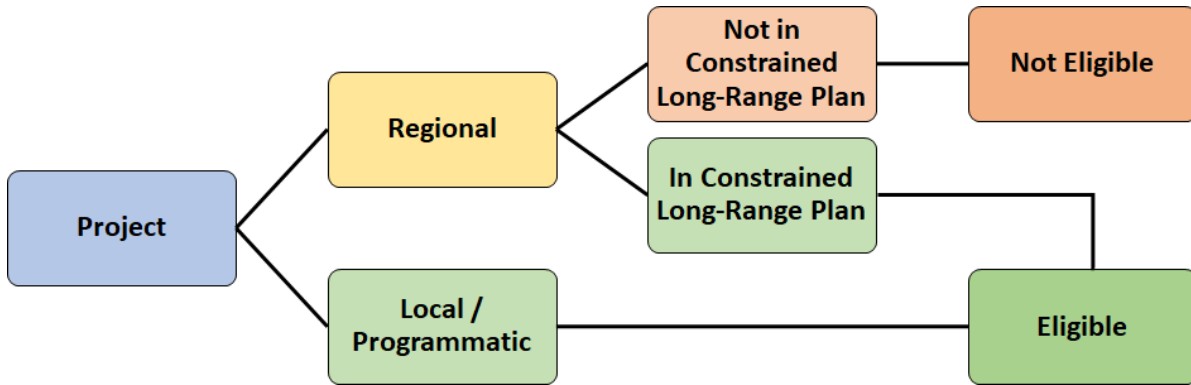 Not in
Constrained
Long-Range Plan
Not Eligible
Regional
In Constrained
Long-Range Plan
Project
Local /
Programmatic
Eligible